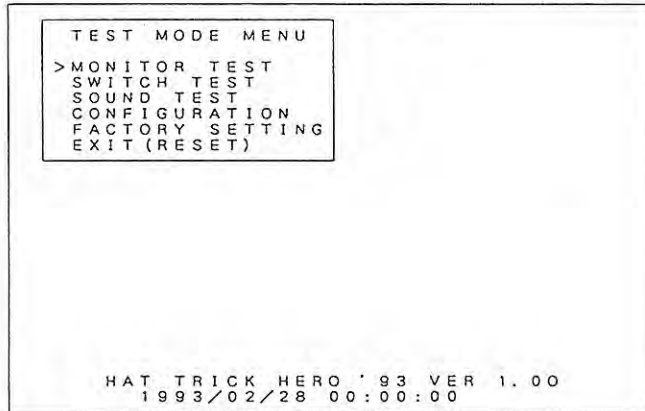 TEST MODE MENU
>MONITOR TEST
SWITCH TEST
SOUND TEST
CONFIGURATION
FACTORY SETTING
EXIT(RESET)
HAT TRICK HERO '93 VER 1.00
1993/02/28 00:00:00